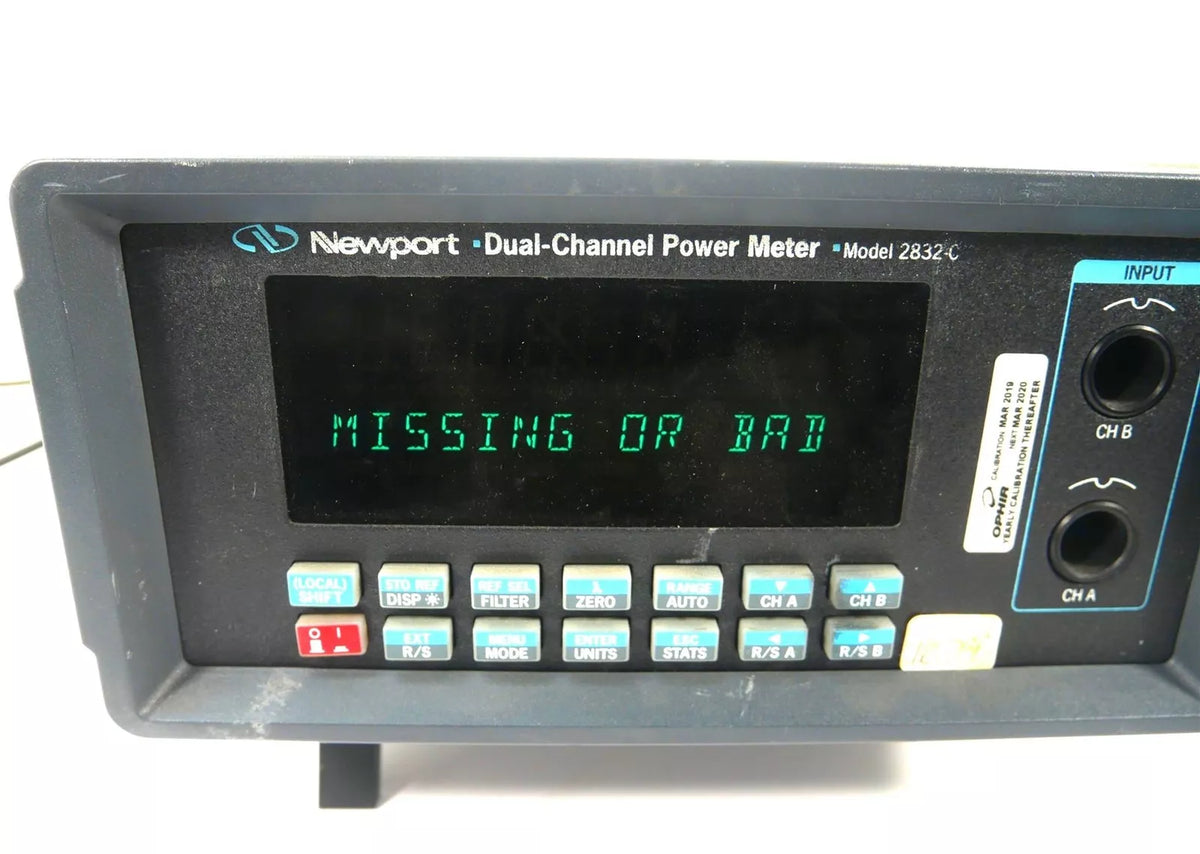 Newport ▪ Dual-Channel Power Meter ▪ Model 2832-C
MISSING OR BAD
INPUT
CH B
CH A
OPHIR
CALIBRATION MAR 2019
NEXT MAR 2020
YEARLY CALIBRATION THEREAFTER
(LOCAL) STO REF REF SEL λ RANGE ▼ ▲
SHIFT DISP ☀ FILTER ZERO AUTO CH A CH B
O I EXT MENU ENTER ESC ◀ ▶
R/S MODE UNITS STATS R/S A R/S B